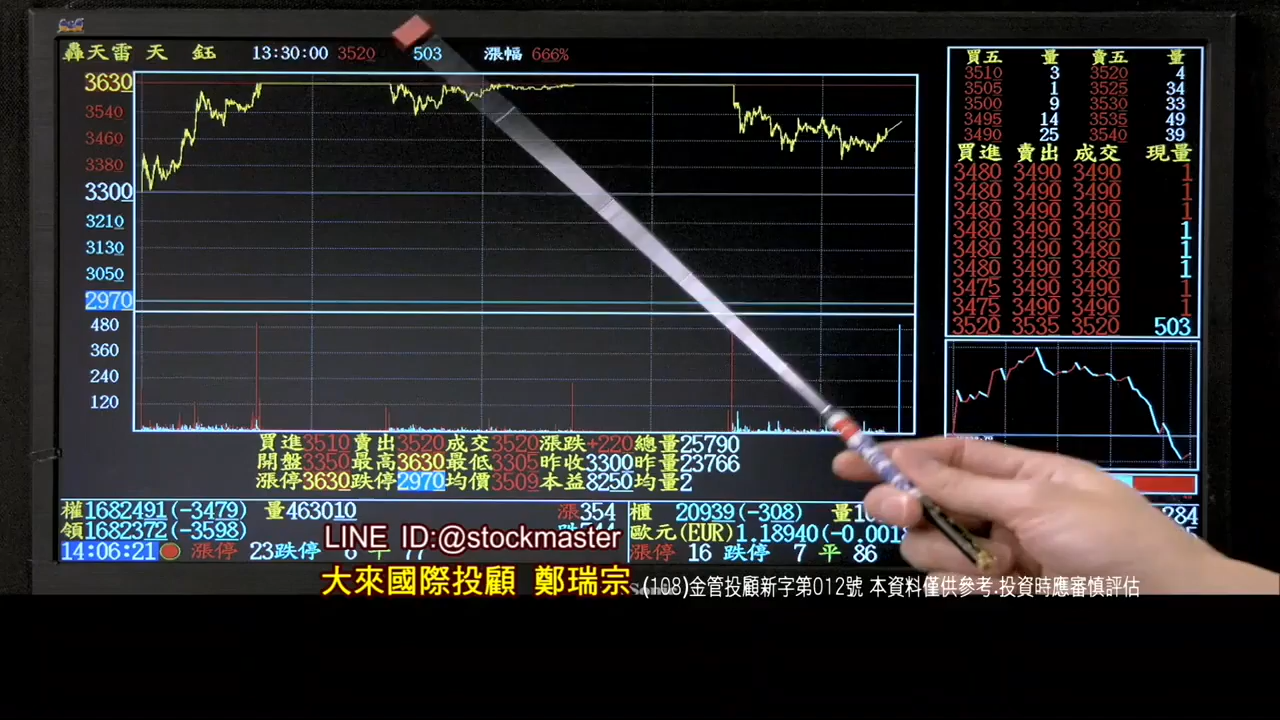 轟天雷 天 鈺 13:30:00 3520 503 漲幅 666%
3630
3540
3460
3380
3300
3210
3130
3050
2970
480
360
240
120
買五 量 賣五 量
3510 3 3520 4
3505 1 3525 34
3500 9 3530 33
3495 14 3535 49
3490 25 3540 39
買進 賣出 成交 現量
3480 3490 3490 1
3480 3490 3490 1
3480 3490 3490 1
3480 3490 3490 1
3480 3490 3490 1
3480 3490 3490 1
3475 3490 3490 1
3475 3490 3490 1
3520 3535 3520 503
買進3510賣出3520成交3520漲跌+220總量25790
開盤3350最高3630最低3305昨收3300昨量23766
漲停3630跌停2970均價3509本益8250均量2
權1682491(-3479) 量463010 漲354
領1682372(-3598)
14:06:21 漲停 23跌停 6 平 77
櫃 20939(-308) 量 284
歐元(EUR)1.18940(-0.0018
漲停 16 跌停 7 平 86
LINE ID:@stockmaster
大來國際投顧 鄭瑞宗 (108)金管投顧新字第012號 本資料僅供參考.投資時應審慎評估